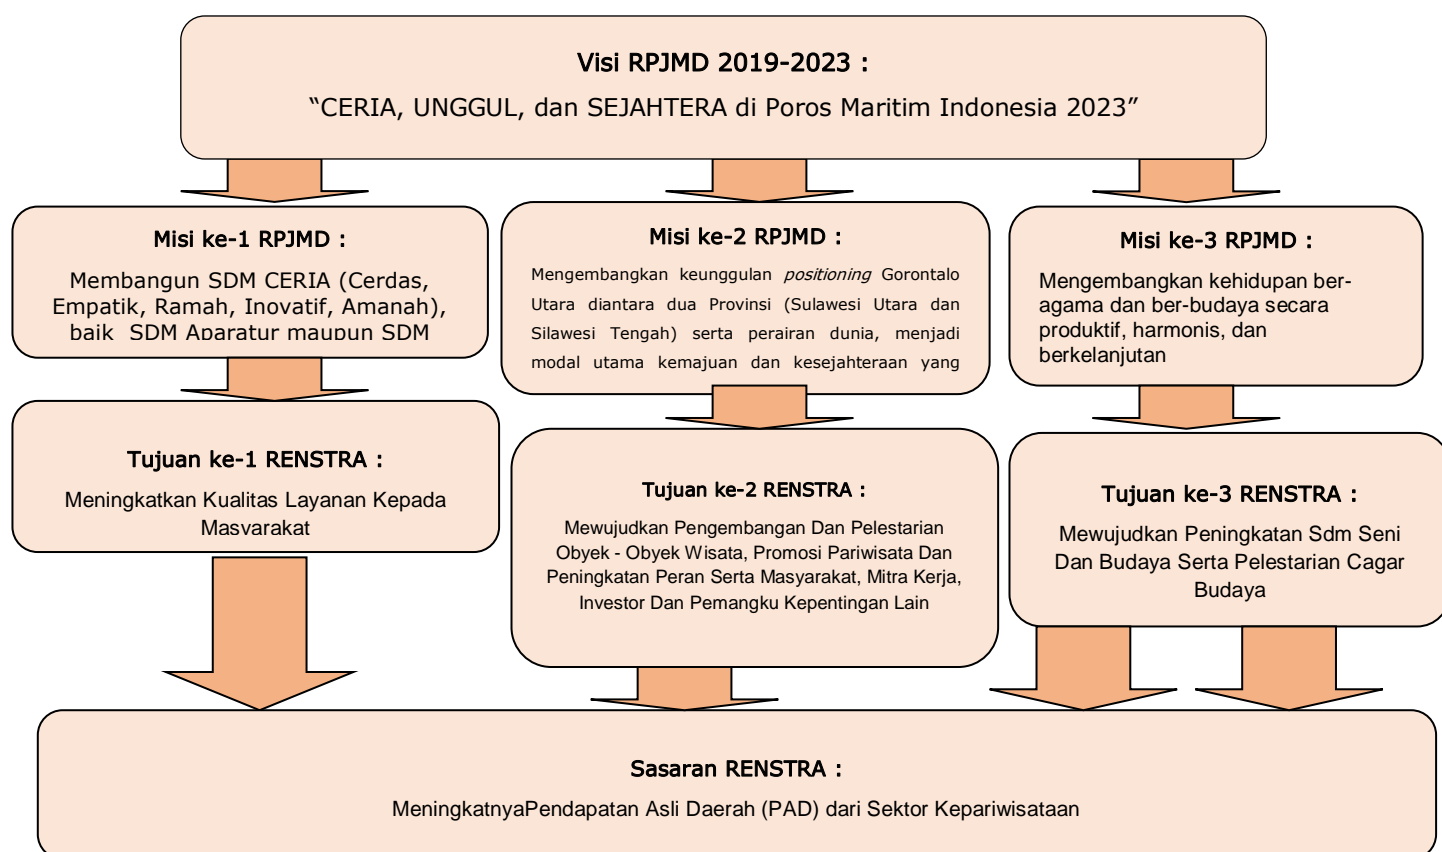 Visi RPJMD 2019-2023 :
“CERIA, UNGGUL, dan SEJAHTERA di Poros Maritim Indonesia 2023”
Misi ke-1 RPJMD :
Membangun SDM CERIA (Cerdas,
Empatik, Ramah, Inovatif, Amanah),
baik SDM Aparatur maupun SDM
Misi ke-2 RPJMD :
Mengembangkan keunggulan positioning Gorontalo
Utara diantara dua Provinsi (Sulawesi Utara dan
Silawesi Tengah) serta perairan dunia, menjadi
modal utama kemajuan dan kesejahteraan yang
Misi ke-3 RPJMD :
Mengembangkan kehidupan ber-
agama dan ber-budaya secara
produktif, harmonis, dan
berkelanjutan
Tujuan ke-1 RENSTRA :
Meningkatkan Kualitas Layanan Kepada
Masyarakat
Tujuan ke-2 RENSTRA :
Mewujudkan Pengembangan Dan Pelestarian
Obyek - Obyek Wisata, Promosi Pariwisata Dan
Peningkatan Peran Serta Masyarakat, Mitra Kerja,
Investor Dan Pemangku Kepentingan Lain
Tujuan ke-3 RENSTRA :
Mewujudkan Peningkatan Sdm Seni
Dan Budaya Serta Pelestarian Cagar
Budaya
Sasaran RENSTRA :
MeningkatnyaPendapatan Asli Daerah (PAD) dari Sektor Kepariwisataan